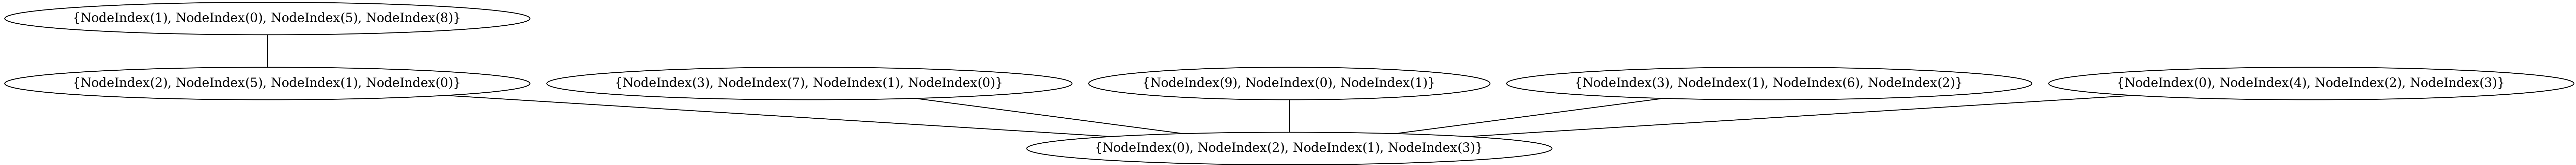 {NodeIndex(1), NodeIndex(0), NodeIndex(5), NodeIndex(8)}
{NodeIndex(2), NodeIndex(5), NodeIndex(1), NodeIndex(0)}
{NodeIndex(3), NodeIndex(7), NodeIndex(1), NodeIndex(0)}
{NodeIndex(9), NodeIndex(0), NodeIndex(1)}
{NodeIndex(3), NodeIndex(1), NodeIndex(6), NodeIndex(2)}
{NodeIndex(0), NodeIndex(4), NodeIndex(2), NodeIndex(3)}
{NodeIndex(0), NodeIndex(2), NodeIndex(1), NodeIndex(3)}